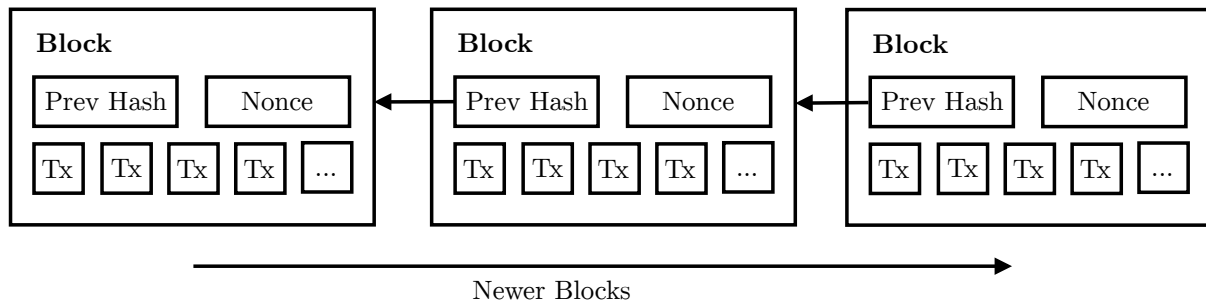 Block Block Block
Prev Hash Nonce Prev Hash Nonce Prev Hash Nonce
Tx Tx Tx Tx ... Tx Tx Tx Tx ... Tx Tx Tx Tx ...
Newer Blocks